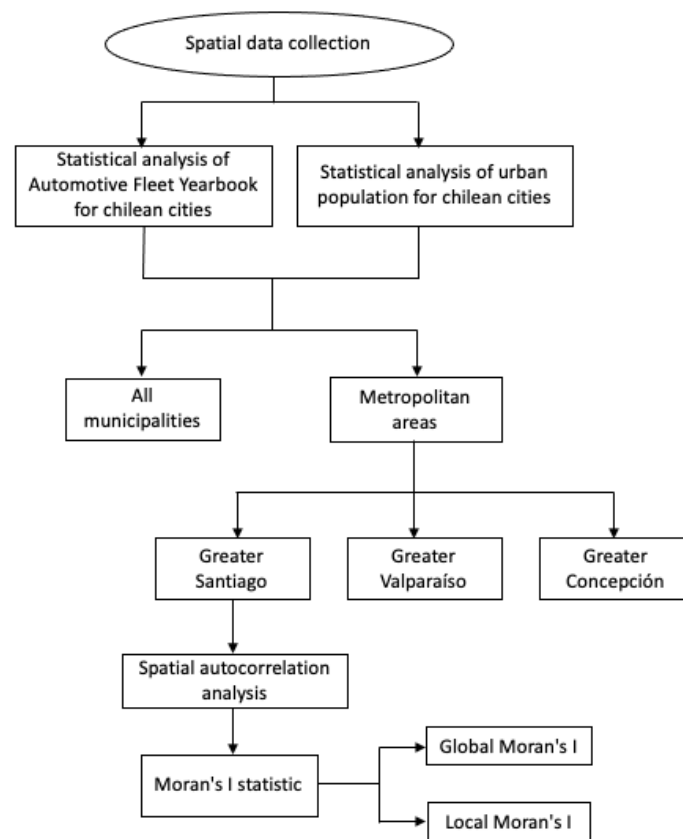 Spatial data collection
Statistical analysis of
Automotive Fleet Yearbook
for chilean cities
Statistical analysis of urban
population for chilean cities
All
municipalities
Metropolitan
areas
Greater
Santiago
Greater
Valparaíso
Greater
Concepción
Spatial autocorrelation
analysis
Moran's I statistic
Global Moran's I
Local Moran's I